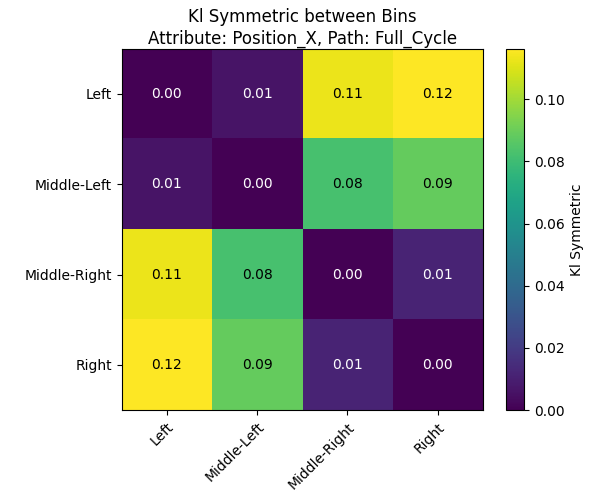 Kl Symmetric between Bins
Attribute: Position_X, Path: Full_Cycle
Left 0.00 0.01 0.11 0.12
Middle-Left 0.01 0.00 0.08 0.09
Middle-Right 0.11 0.08 0.00 0.01
Right 0.12 0.09 0.01 0.00
Left Middle-Left Middle-Right Right
0.10
0.08
0.06
0.04
0.02
0.00
Kl Symmetric